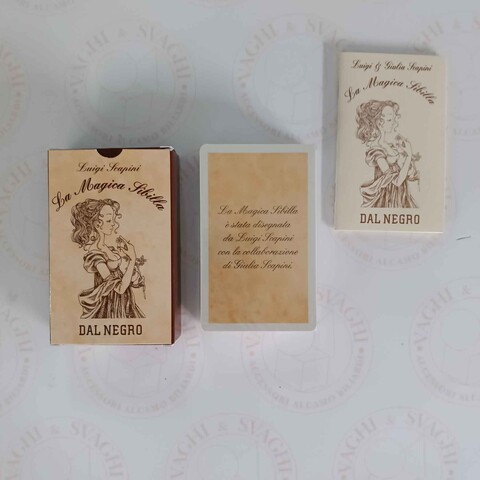 Luigi Scapini
La Magica Sibilla
DAL NEGRO
La Magica Sibilla
è stata disegnata
da Luigi Scapini
con la collaborazione
di Giulia Scapini.
Luigi & Giulia Scapini
La Magica Sibilla
DAL NEGRO
VAGHI & SVAGHI